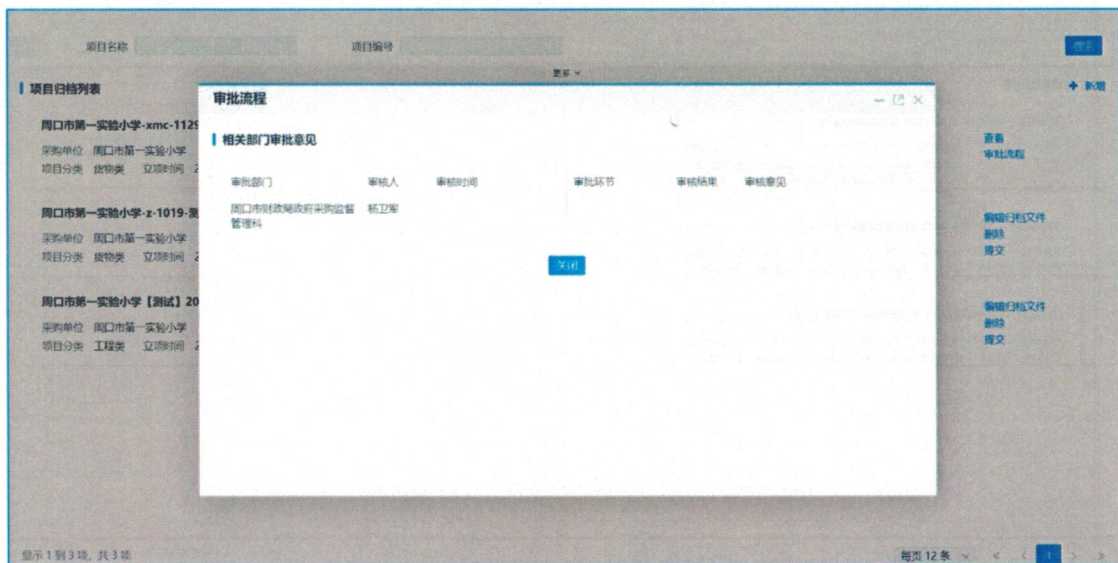 项目名称 项目编号 搜索
更多
项目归档列表 新增
审批流程
周口市第一实验小学-xmc-1129
采购单位 周口市第一实验小学
项目分类 货物类 立项时间 2
查看
审批流程
相关部门审批意见
审批部门 审核人 审核时间 审批环节 审核结果 审核意见
周口市财政局政府采购监督管理科 杨卫军
关闭
周口市第一实验小学-z-1019-测
采购单位 周口市第一实验小学
项目分类 货物类 立项时间 2
编辑归档文件
删除
提交
周口市第一实验小学【测试】20
采购单位 周口市第一实验小学
项目分类 工程类 立项时间 2
编辑归档文件
删除
提交
显示 1 到 3 项, 共 3 项 每页 12 条 1